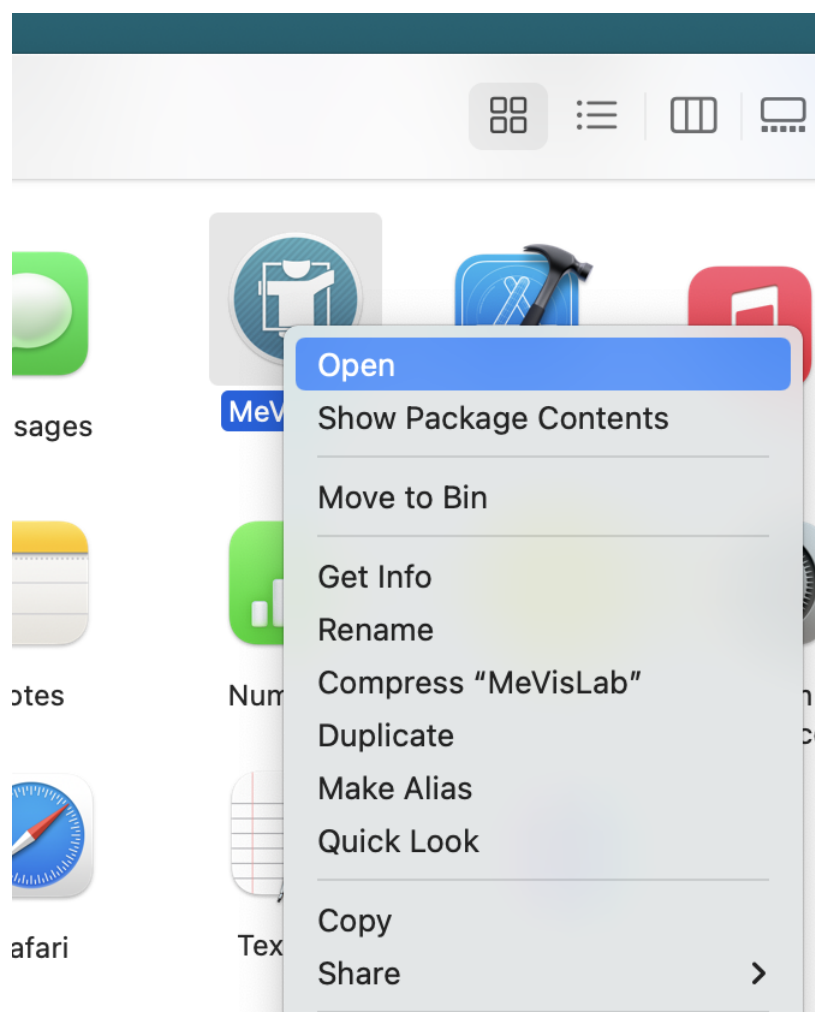 sages
MeV
Open
Show Package Contents
Move to Bin
Get Info
Rename
Compress “MeVisLab”
otes
Num
Duplicate
Make Alias
Quick Look
Copy
afari
Tex
Share